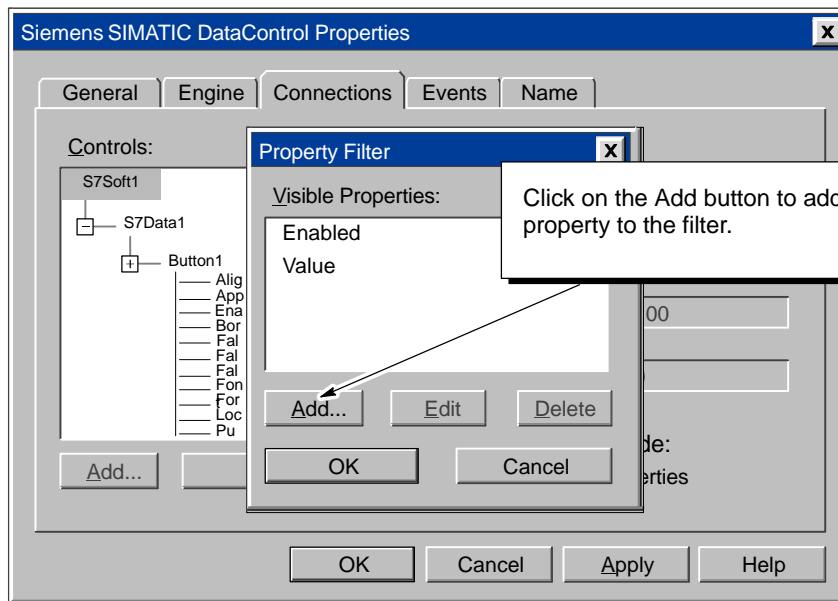 Siemens SIMATIC DataControl Properties
X
General Engine Connections Events Name
Controls:
S7Soft1
S7Data1
Button1
Alig
App
Ena
Bor
Fal
Fal
Fal
Fon
For
Loc
Pu
Add...
Property Filter
X
Visible Properties:
Enabled
Value
Click on the Add button to add
property to the filter.
Add... Edit Delete
OK Cancel
00
de:
erties
OK Cancel Apply Help